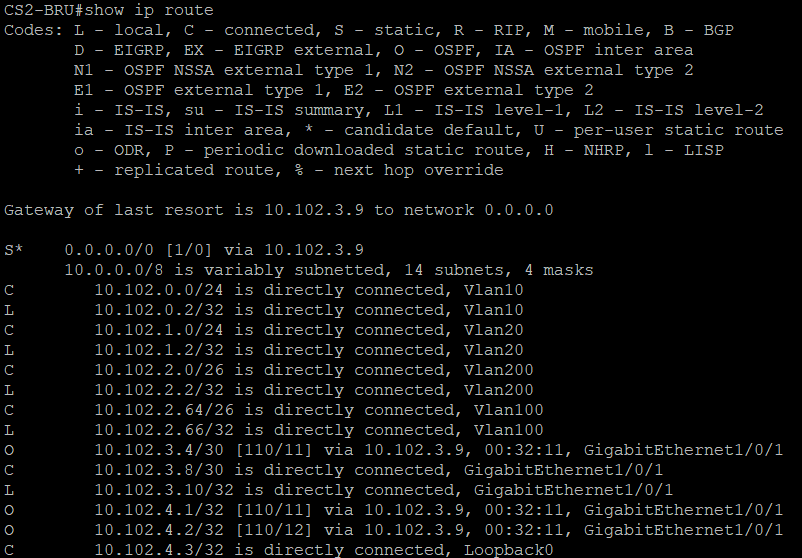 CS2-BRU#show ip route
Codes: L - local, C - connected, S - static, R - RIP, M - mobile, B - BGP
       D - EIGRP, EX - EIGRP external, O - OSPF, IA - OSPF inter area
       N1 - OSPF NSSA external type 1, N2 - OSPF NSSA external type 2
       E1 - OSPF external type 1, E2 - OSPF external type 2
       i - IS-IS, su - IS-IS summary, L1 - IS-IS level-1, L2 - IS-IS level-2
       ia - IS-IS inter area, * - candidate default, U - per-user static route
       o - ODR, P - periodic downloaded static route, H - NHRP, l - LISP
       + - replicated route, % - next hop override
Gateway of last resort is 10.102.3.9 to network 0.0.0.0
S*    0.0.0.0/0 [1/0] via 10.102.3.9
      10.0.0.0/8 is variably subnetted, 14 subnets, 4 masks
C        10.102.0.0/24 is directly connected, Vlan10
L        10.102.0.2/32 is directly connected, Vlan10
C        10.102.1.0/24 is directly connected, Vlan20
L        10.102.1.2/32 is directly connected, Vlan20
C        10.102.2.0/26 is directly connected, Vlan200
L        10.102.2.2/32 is directly connected, Vlan200
C        10.102.2.64/26 is directly connected, Vlan100
L        10.102.2.66/32 is directly connected, Vlan100
O        10.102.3.4/30 [110/11] via 10.102.3.9, 00:32:11, GigabitEthernet1/0/1
C        10.102.3.8/30 is directly connected, GigabitEthernet1/0/1
L        10.102.3.10/32 is directly connected, GigabitEthernet1/0/1
O        10.102.4.1/32 [110/11] via 10.102.3.9, 00:32:11, GigabitEthernet1/0/1
O        10.102.4.2/32 [110/12] via 10.102.3.9, 00:32:11, GigabitEthernet1/0/1
C        10.102.4.3/32 is directly connected, Loopback0